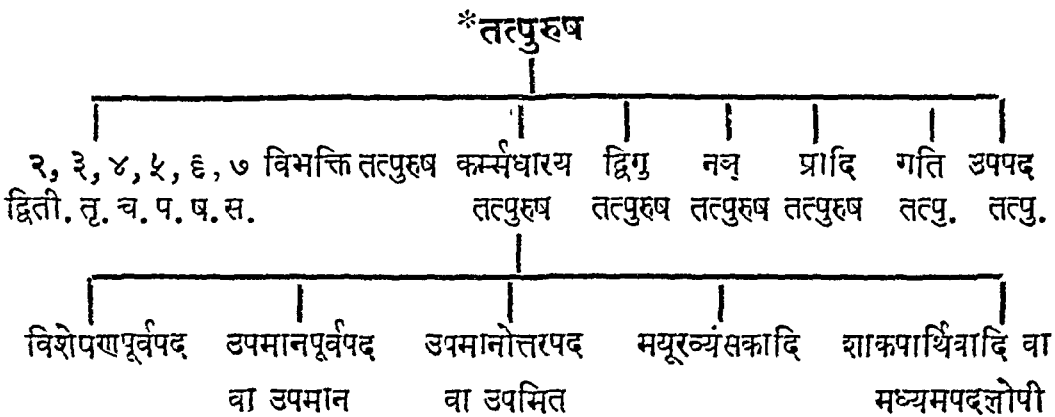 *तत्पुरुष
२, ३, ४, ५, ६, ७ विभक्ति तत्पुरुष कर्म्मधारय द्विगु नञ् प्रादि गति उपपद
द्विती. तृ. च. प. ष. स. तत्पुरुष तत्पुरुष तत्पुरुष तत्पुरुष तत्पु. तत्पु.
विशेषणपूर्वपद उपमानपूर्वपद उपमानोत्तरपद मयूरव्यंसकादि शाकपार्थिवादि वा
वा उपमान वा उपमित मध्यमपदलोपी